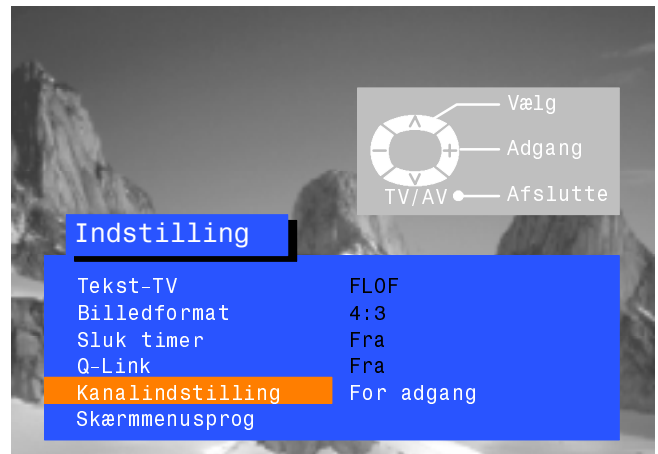 Vælg
Adgang
TV/AV Afslutte
Indstilling
Tekst-TV FLOF
Billedformat 4:3
Sluk timer Fra
Q-Link Fra
Kanalindstilling For adgang
Skærmmenusprog